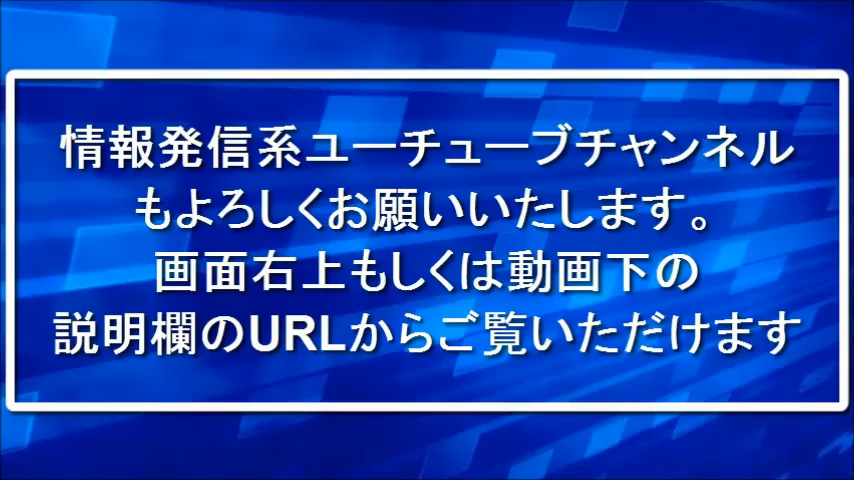 情報発信系ユーチューブチャンネル
もよろしくお願いいたします。
画面右上もしくは動画下の
説明欄のURLからご覧いただけます